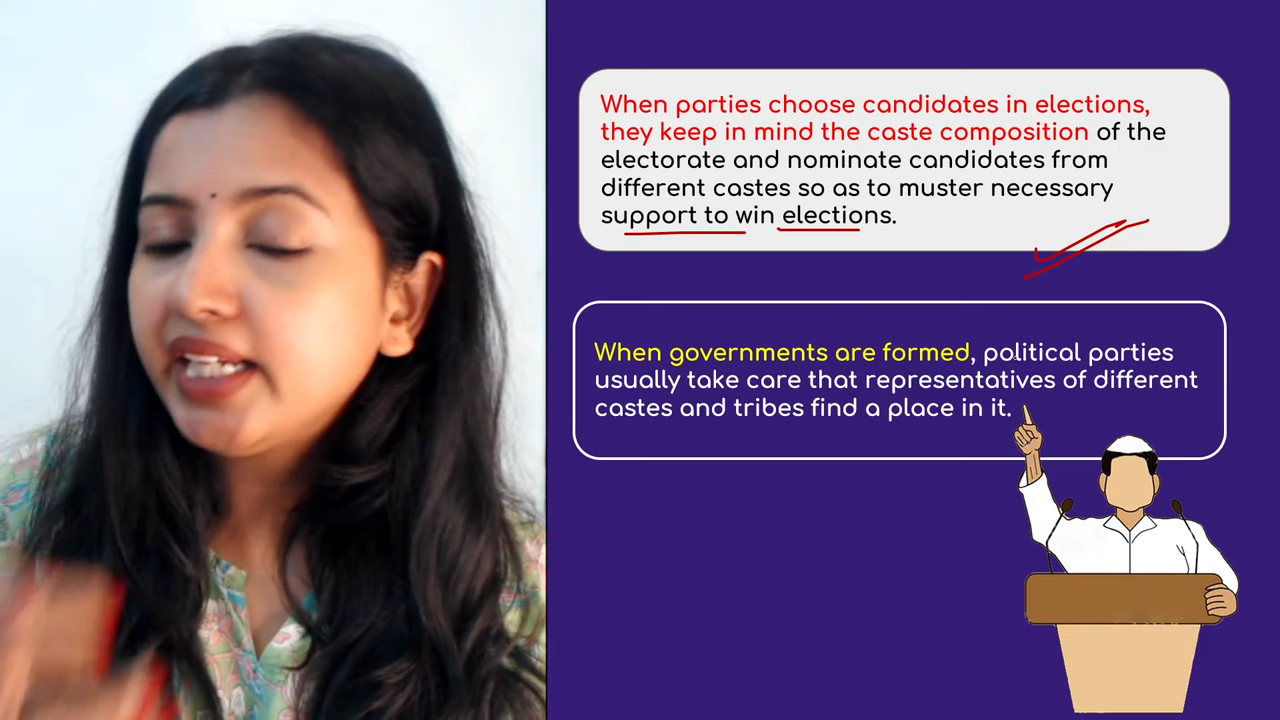 When parties choose candidates in elections,
they keep in mind the caste composition of the
electorate and nominate candidates from
different castes so as to muster necessary
support to win elections.
When governments are formed, political parties
usually take care that representatives of different
castes and tribes find a place in it.